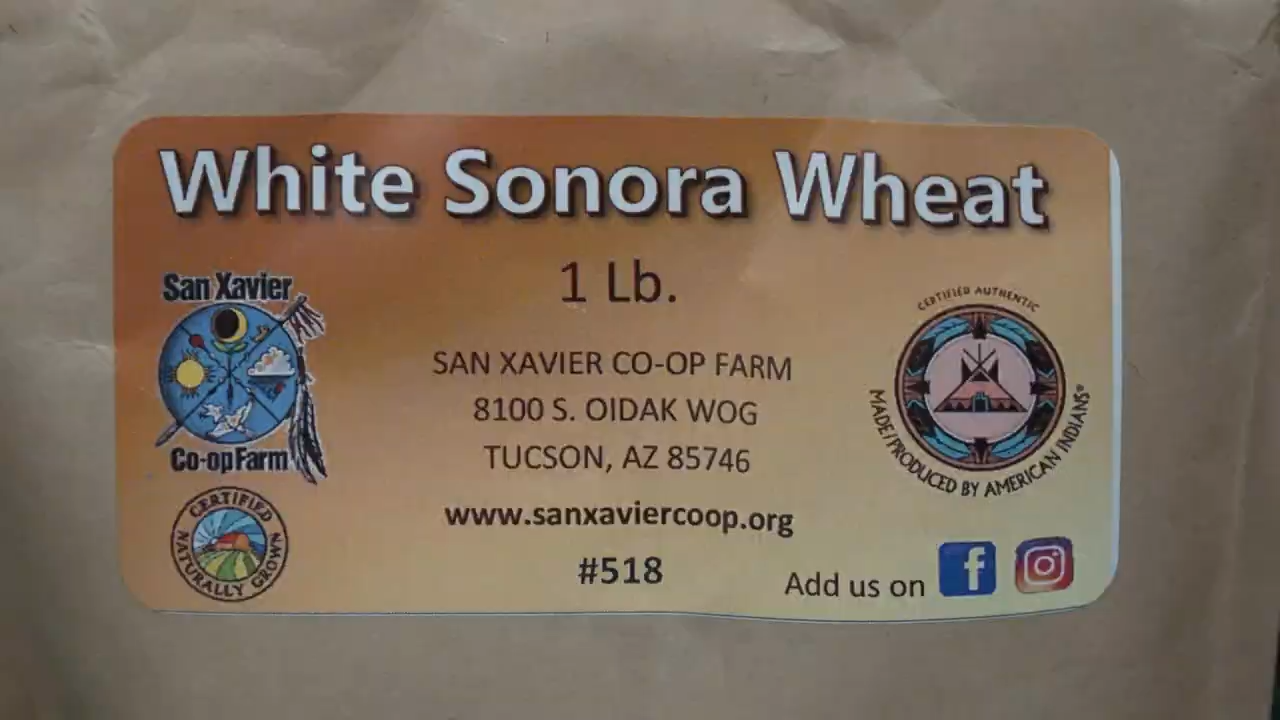 White Sonora Wheat
1 Lb.
San Xavier
Co-op Farm
CERTIFIED
NATURALLY GROWN
SAN XAVIER CO-OP FARM
8100 S. OIDAK WOG
TUCSON, AZ 85746
www.sanxaviercoop.org
#518
CERTIFIED AUTHENTIC
MADE/PRODUCED BY AMERICAN INDIANS®
Add us on